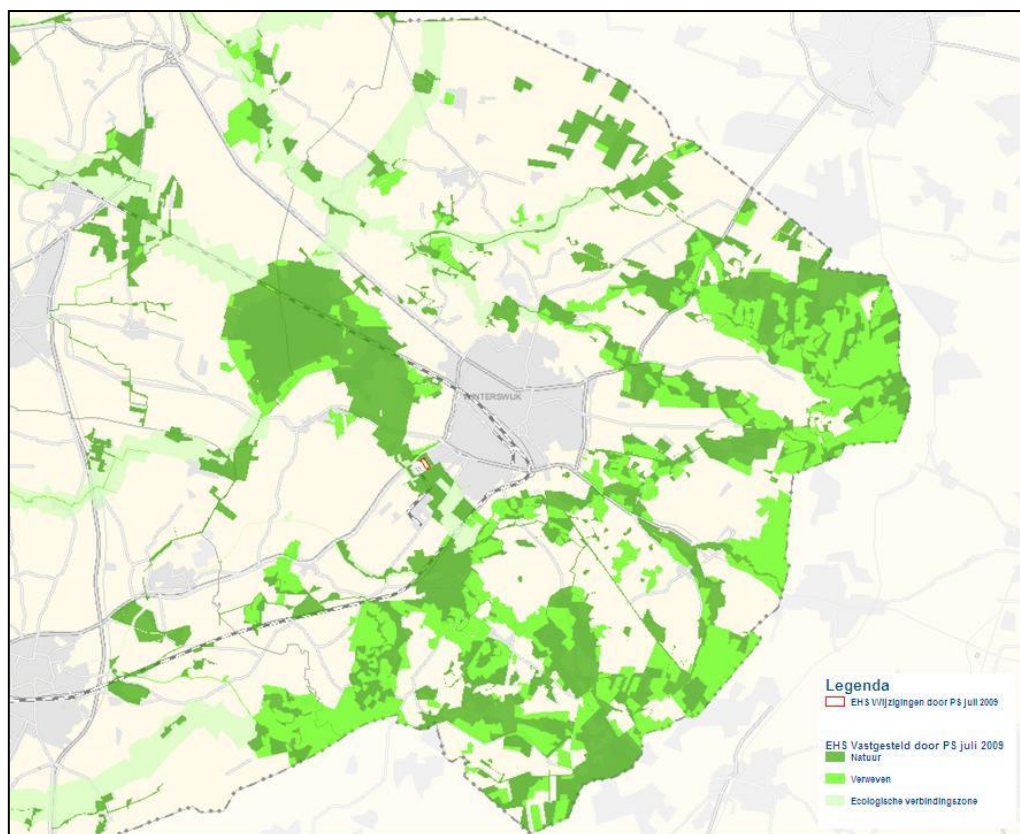 WINTERSWIJK
Legenda
EHS Wijzigingen door PS juli 2009
EHS Vastgesteld door PS juli 2009
Natuur
Verweven
Ecologische verbindingszone